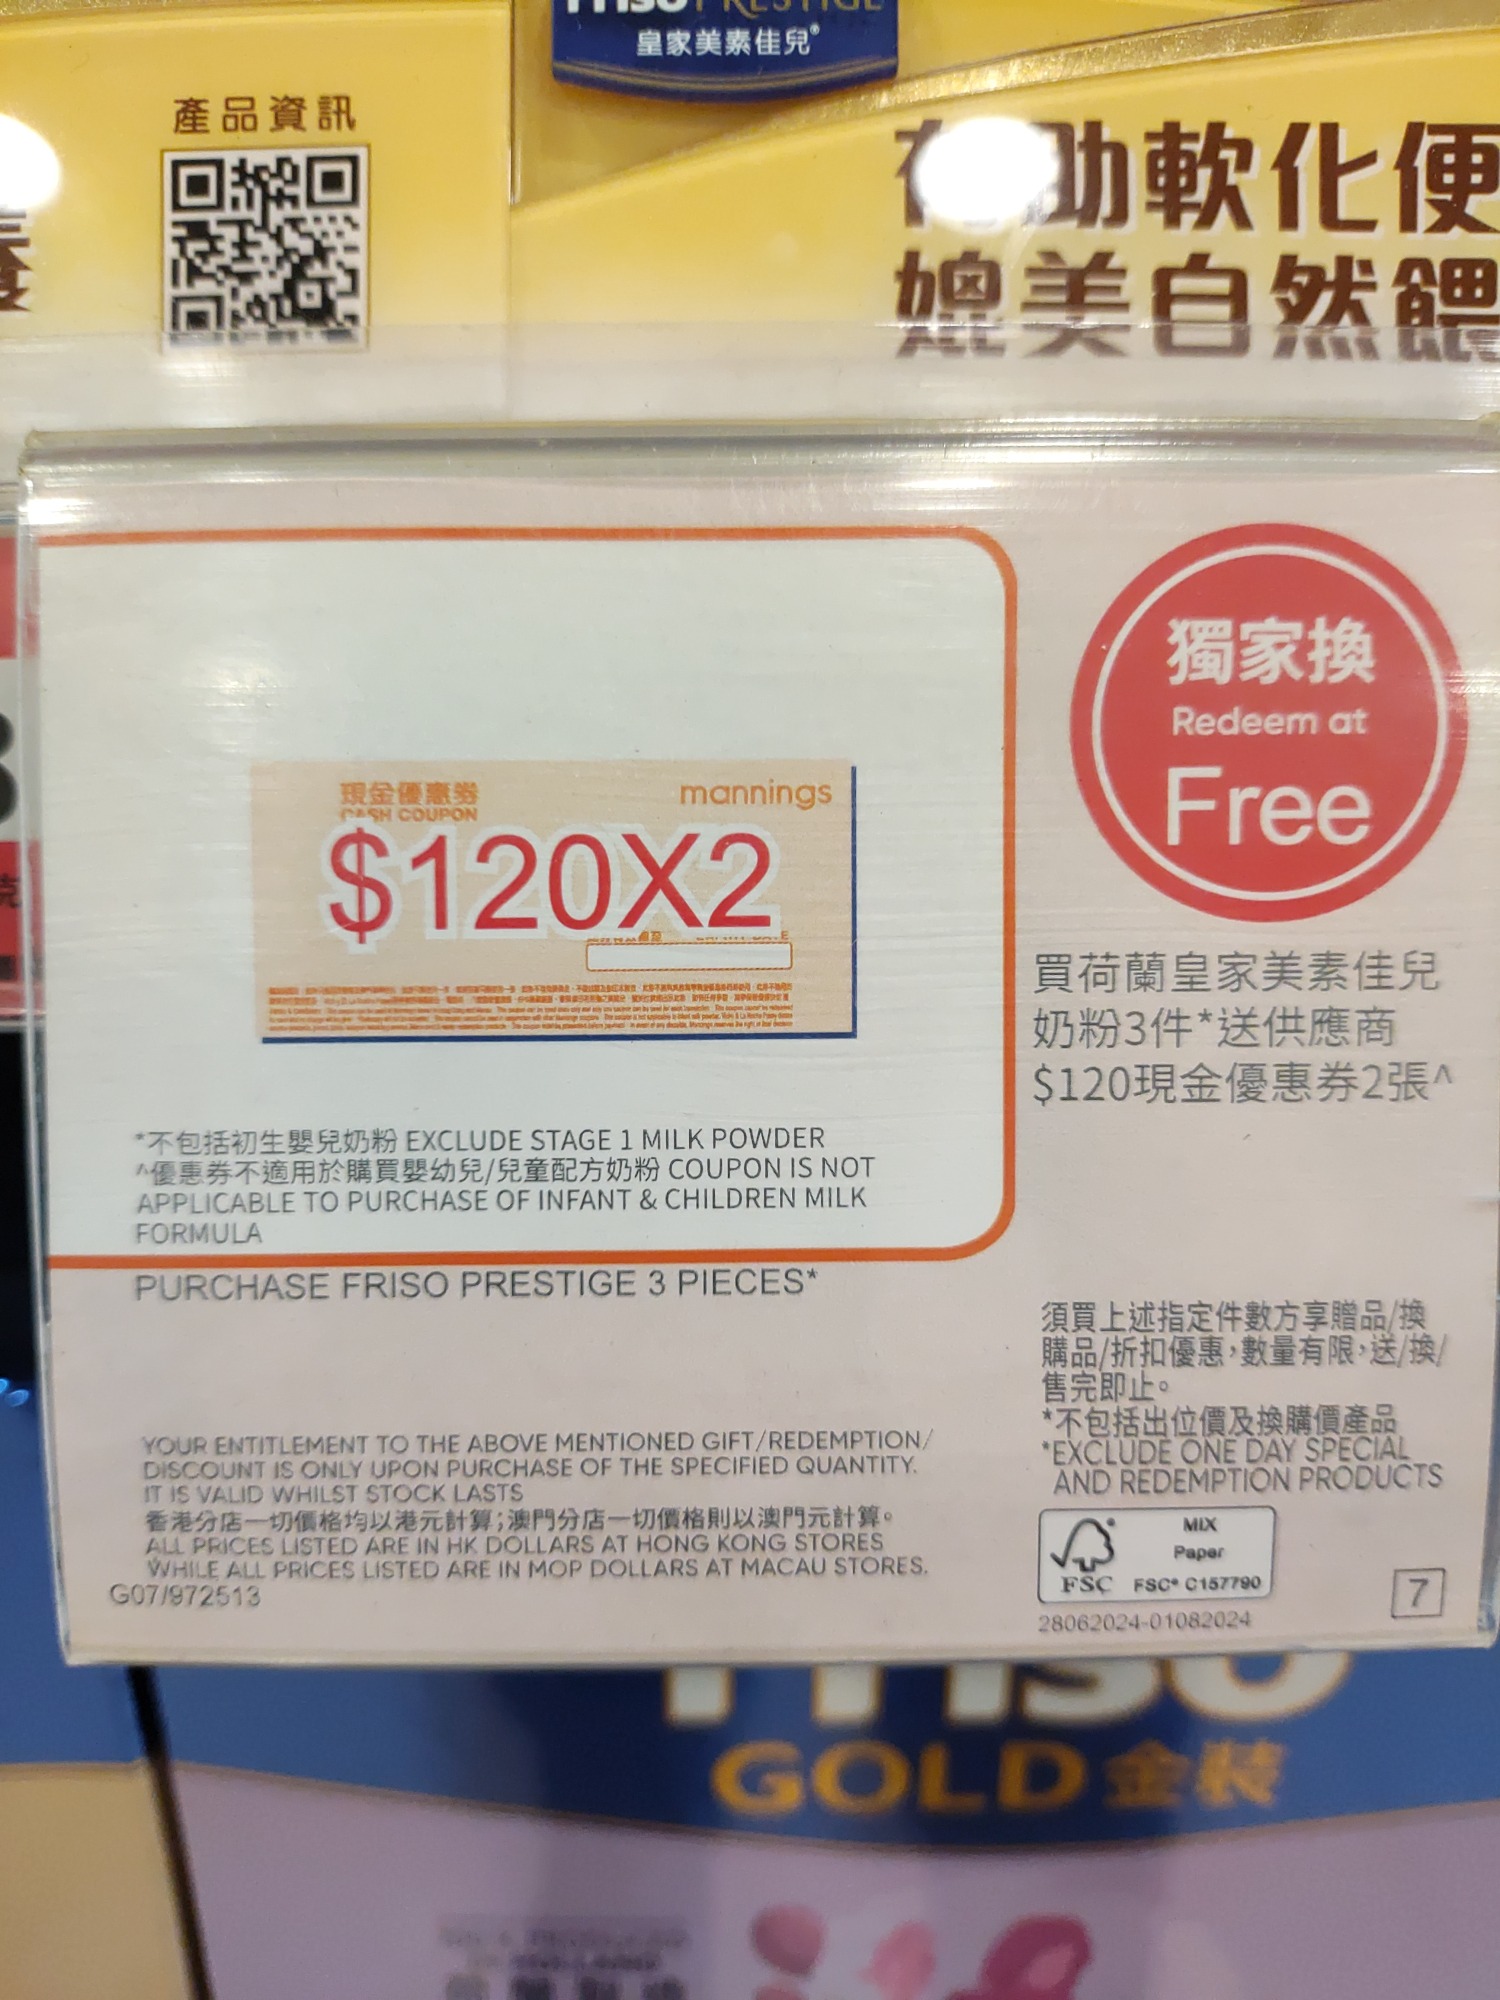 PRESTIGE
皇家美素佳兒®
產品資訊
助軟化便
媲美自然餵
獨家換
Redeem at
Free
現金優惠券
mannings
CASH COUPON
$120X2
買荷蘭皇家美素佳兒
奶粉3件*送供應商
$120現金優惠券2張^
*不包括初生嬰兒奶粉 EXCLUDE STAGE 1 MILK POWDER
^優惠券不適用於購買嬰幼兒/兒童配方奶粉 COUPON IS NOT
APPLICABLE TO PURCHASE OF INFANT & CHILDREN MILK
FORMULA
PURCHASE FRISO PRESTIGE 3 PIECES*
須買上述指定件數方享贈品/換
購品/折扣優惠，數量有限，送/換/
售完即止。
*不包括出位價及換購價產品
*EXCLUDE ONE DAY SPECIAL
AND REDEMPTION PRODUCTS
YOUR ENTITLEMENT TO THE ABOVE MENTIONED GIFT/REDEMPTION/
DISCOUNT IS ONLY UPON PURCHASE OF THE SPECIFIED QUANTITY.
IT IS VALID WHILST STOCK LASTS
香港分店一切價格均以港元計算；澳門分店一切價格則以澳門元計算。
ALL PRICES LISTED ARE IN HK DOLLARS AT HONG KONG STORES
WHILE ALL PRICES LISTED ARE IN MOP DOLLARS AT MACAU STORES.
G07/972513
MIX
Paper
FSC FSC® C157790
7
28062024-01082024
GOLD 金裝